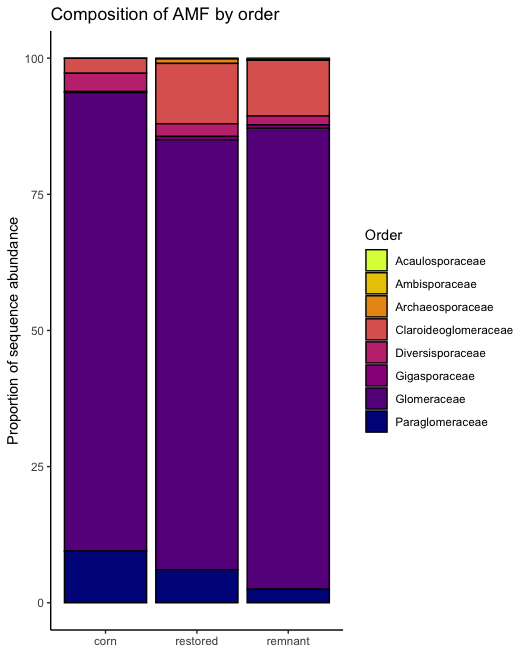 Composition of AMF by order
Proportion of sequence abundance
100
75
50
25
0
corn restored remnant
Order
Acaulosporaceae
Ambisporaceae
Archaeosporaceae
Claroideoglomeraceae
Diversisporaceae
Gigasporaceae
Glomeraceae
Paraglomeraceae